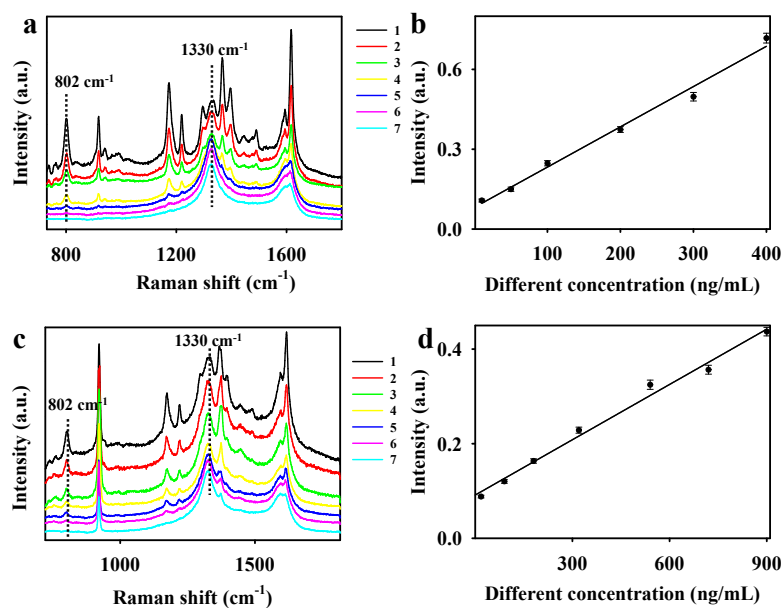 a
1330 cm-1
802 cm-1
Intensity (a.u.)
1
2
3
4
5
6
7
800 1200 1600
Raman shift (cm-1)
b
Intensity (a.u.)
0.6
0.3
0.0
100 200 300 400
Different concentration (ng/mL)
c
1330 cm-1
802 cm-1
Intensity (a.u.)
1
2
3
4
5
6
7
1000 1500
Raman shift (cm-1)
d
Intensity (a.u.)
0.4
0.2
0.0
300 600 900
Different concentration (ng/mL)